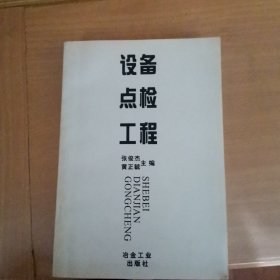 设备
点检
工程
张俊杰
黄正毓
主编
SHEBEI
DIANJIAN
GONGCHENG
冶金工业
出版社